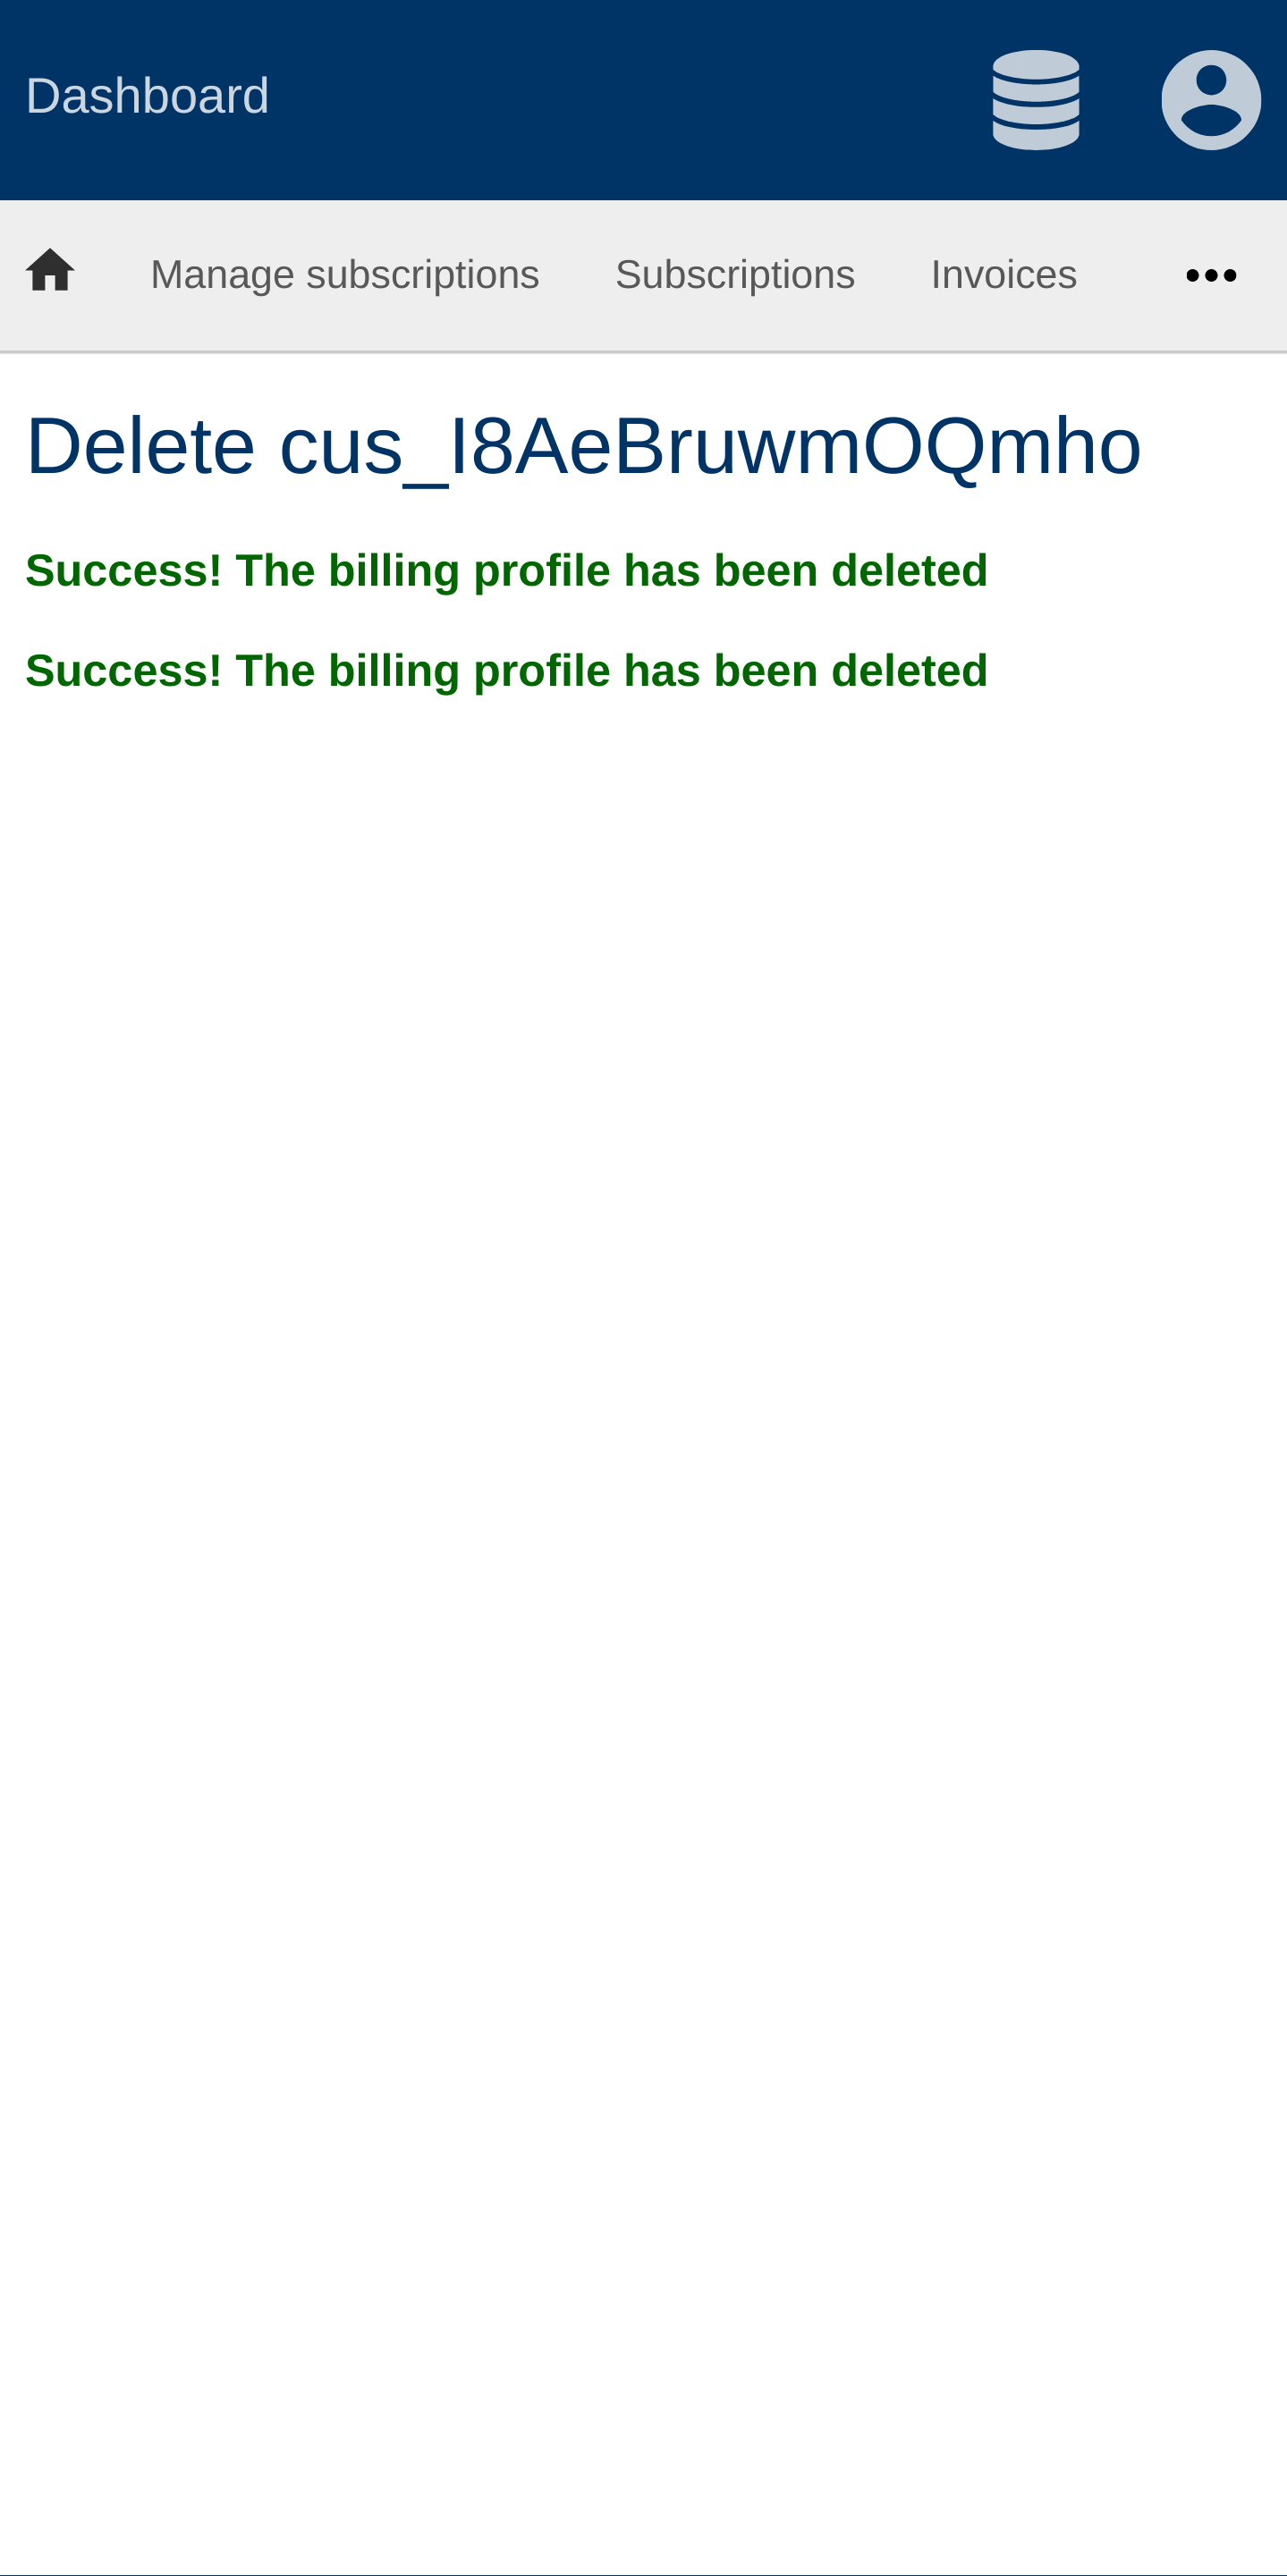 Dashboard
Manage subscriptions Subscriptions Invoices
Delete cus_I8AeBruwmOQmho
Success! The billing profile has been deleted
Success! The billing profile has been deleted